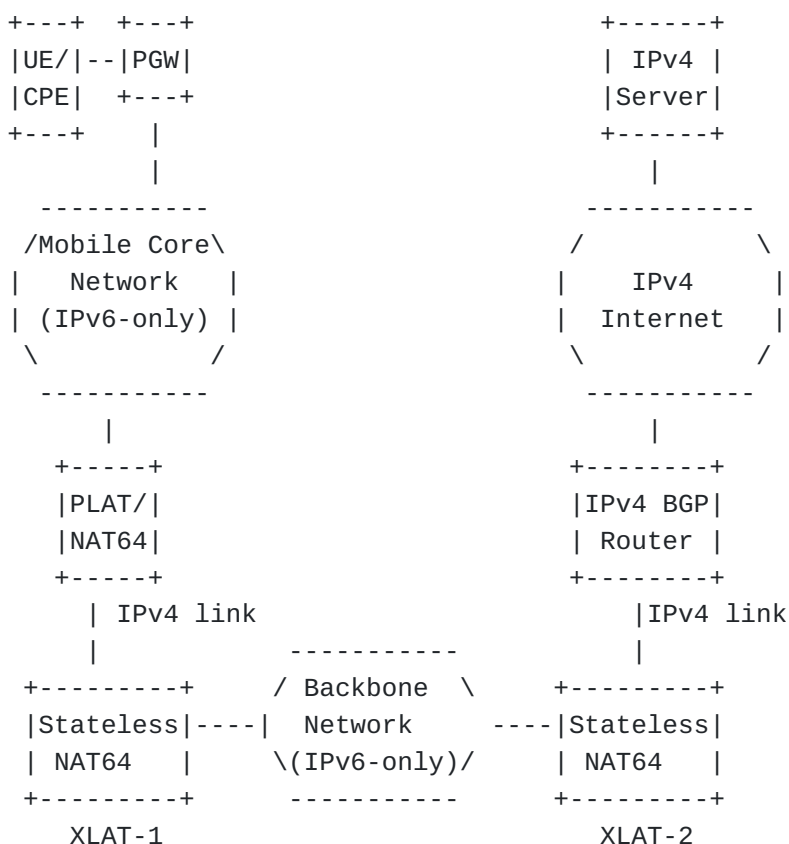 +---+  +---+                           +------+
|UE/|--|PGW|                           | IPv4 |
|CPE|  +---+                           |Server|
+---+    |                             +------+
         |                                |
  -----------                         -----------
 /Mobile Core\                       /           \
|   Network   |                     |    IPv4     |
| (IPv6-only) |                     |  Internet   |
 \           /                       \           /
  -----------                         -----------
      |                                   |
   +-----+                           +--------+
   |PLAT/|                           |IPv4 BGP|
   |NAT64|                           | Router |
   +-----+                           +--------+
     | IPv4 link                         |IPv4 link
     |            -----------            |
 +---------+     / Backbone  \     +---------+
 |Stateless|----|  Network     ----|Stateless|
 | NAT64   |     \(IPv6-only)/     | NAT64   |
 +---------+      -----------      +---------+
    XLAT-1                            XLAT-2